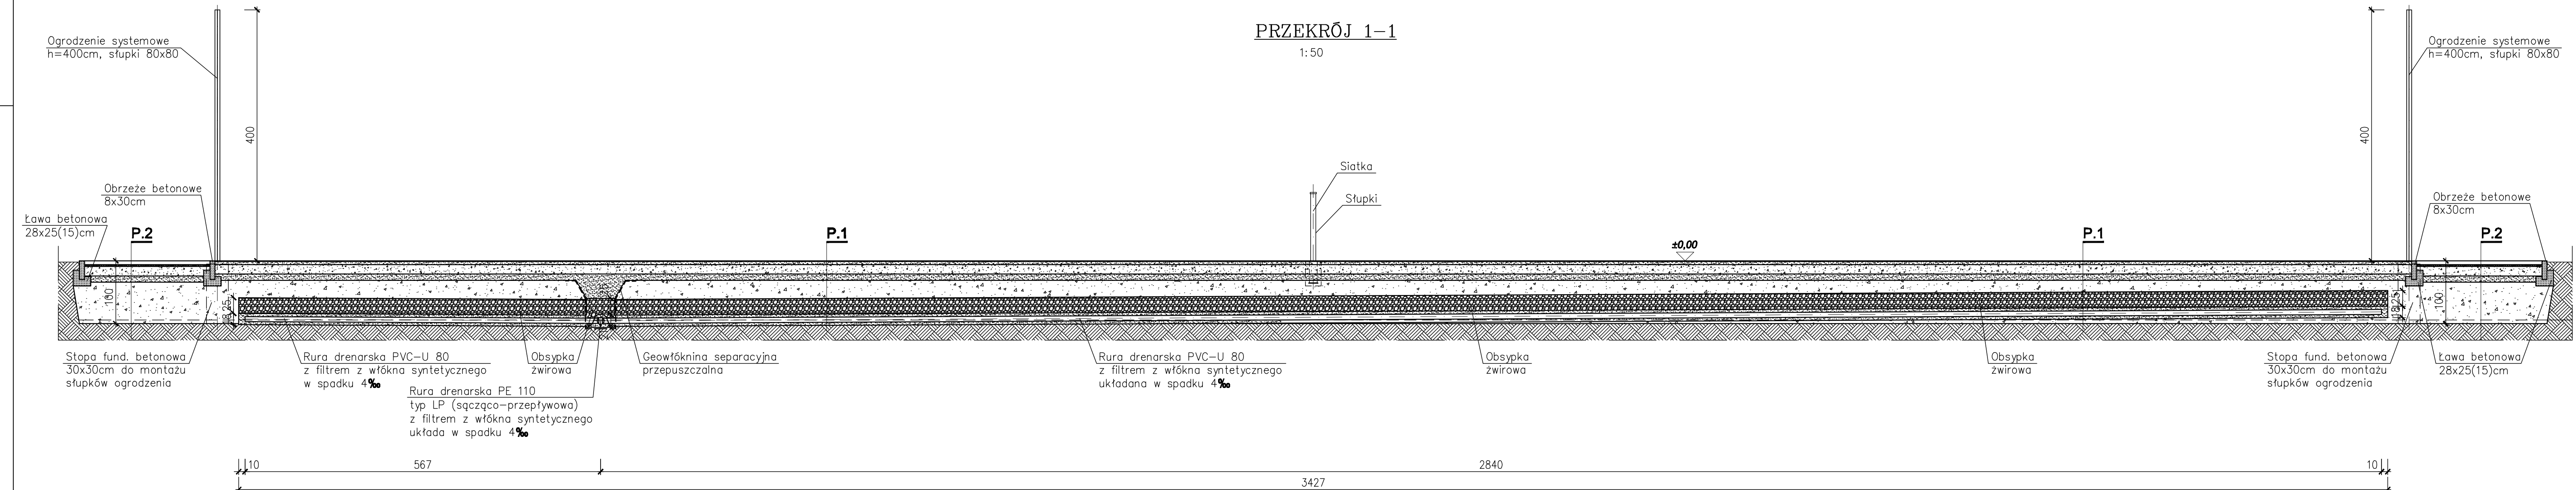 PRZEKRÓJ 1-1
1:50
Ogrodzenie systemowe
h=400cm, słupki 80x80
400
400
Ogrodzenie systemowe
h=400cm, słupki 80x80
Siatka
Słupki
Obrzeże betonowe
8x30cm
Ława betonowa
28x25(15)cm
P.2
P.1
±0,00
P.1
P.2
Obrzeże betonowe
8x30cm
100
100
Stopa fund. betonowa
30x30cm do montażu
słupków ogrodzenia
Rura drenarska PVC-U 80
z filtrem z włókna syntetycznego
w spadku 4‰
Obsypka
żwirowa
Geowłóknina separacyjna
przepuszczalna
Rura drenarska PE 110
typ LP (sącząco-przepływowa)
z filtrem z włókna syntetycznego
układa w spadku 4‰
Rura drenarska PVC-U 80
z filtrem z włókna syntetycznego
układana w spadku 4‰
Obsypka
żwirowa
Obsypka
żwirowa
Stopa fund. betonowa
30x30cm do montażu
słupków ogrodzenia
Ława betonowa
28x25(15)cm
10
567
2840
10
3427